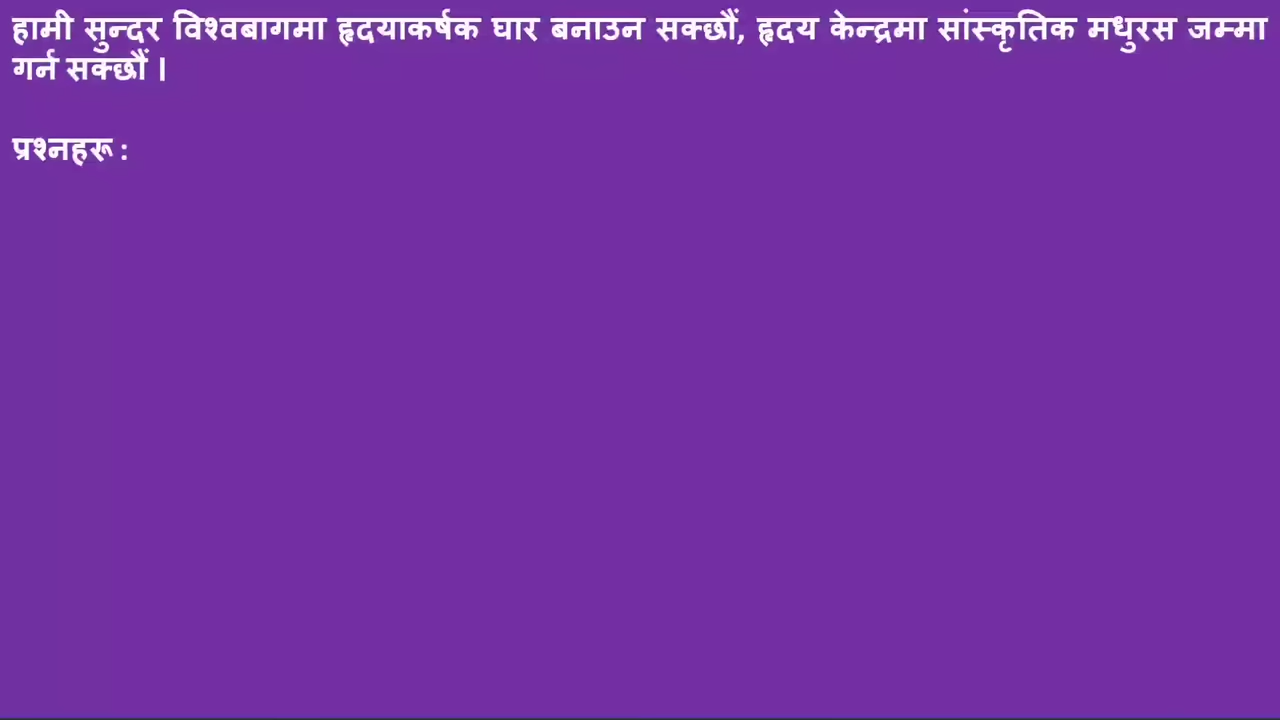 हामी सुन्दर विश्वबागमा हृदयाकर्षक घार बनाउन सक्छौं, हृदय केन्द्रमा सांस्कृतिक मधुरस जम्मा
गर्न सक्छौं ।
प्रश्नहरू :